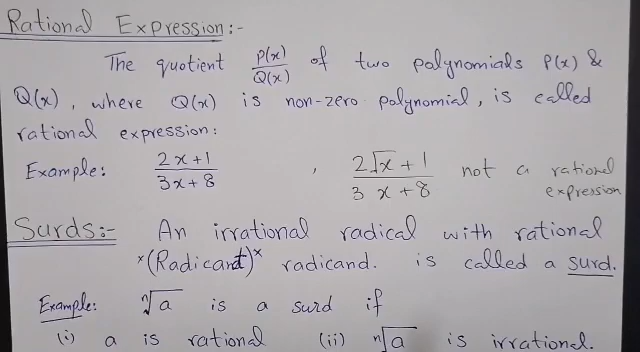 Rational Expression:-
The quotient P(x)/Q(x) of two polynomials P(x) &
Q(x), where Q(x) is non-zero polynomial, is called
rational expression:
Example: 2x+1/3x+8 , 2√x+1/3x+8 not a rational
expression
Surds:- An irrational radical with rational
×(Radicant)× radicand. is called a surd.
Example: ⁿ√a is a surd if
(i) a is rational (ii) ⁿ√a is irrational.